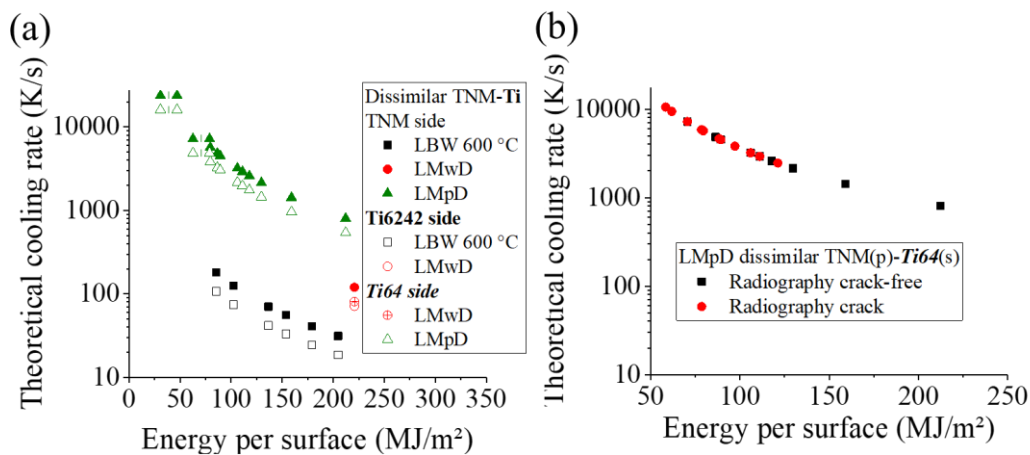 (a)
Theoretical cooling rate (K/s)
10000
1000
100
10
0 50 100 150 200 250 300 350
Energy per surface (MJ/m²)
Dissimilar TNM-Ti
TNM side
LBW 600 °C
LMwD
LMpD
Ti6242 side
LBW 600 °C
LMwD
Ti64 side
LMwD
LMpD
(b)
Theoretical cooling rate (K/s)
10000
1000
100
10
50 100 150 200 250
Energy per surface (MJ/m²)
LMpD dissimilar TNM(p)-Ti64(s)
Radiography crack-free
Radiography crack